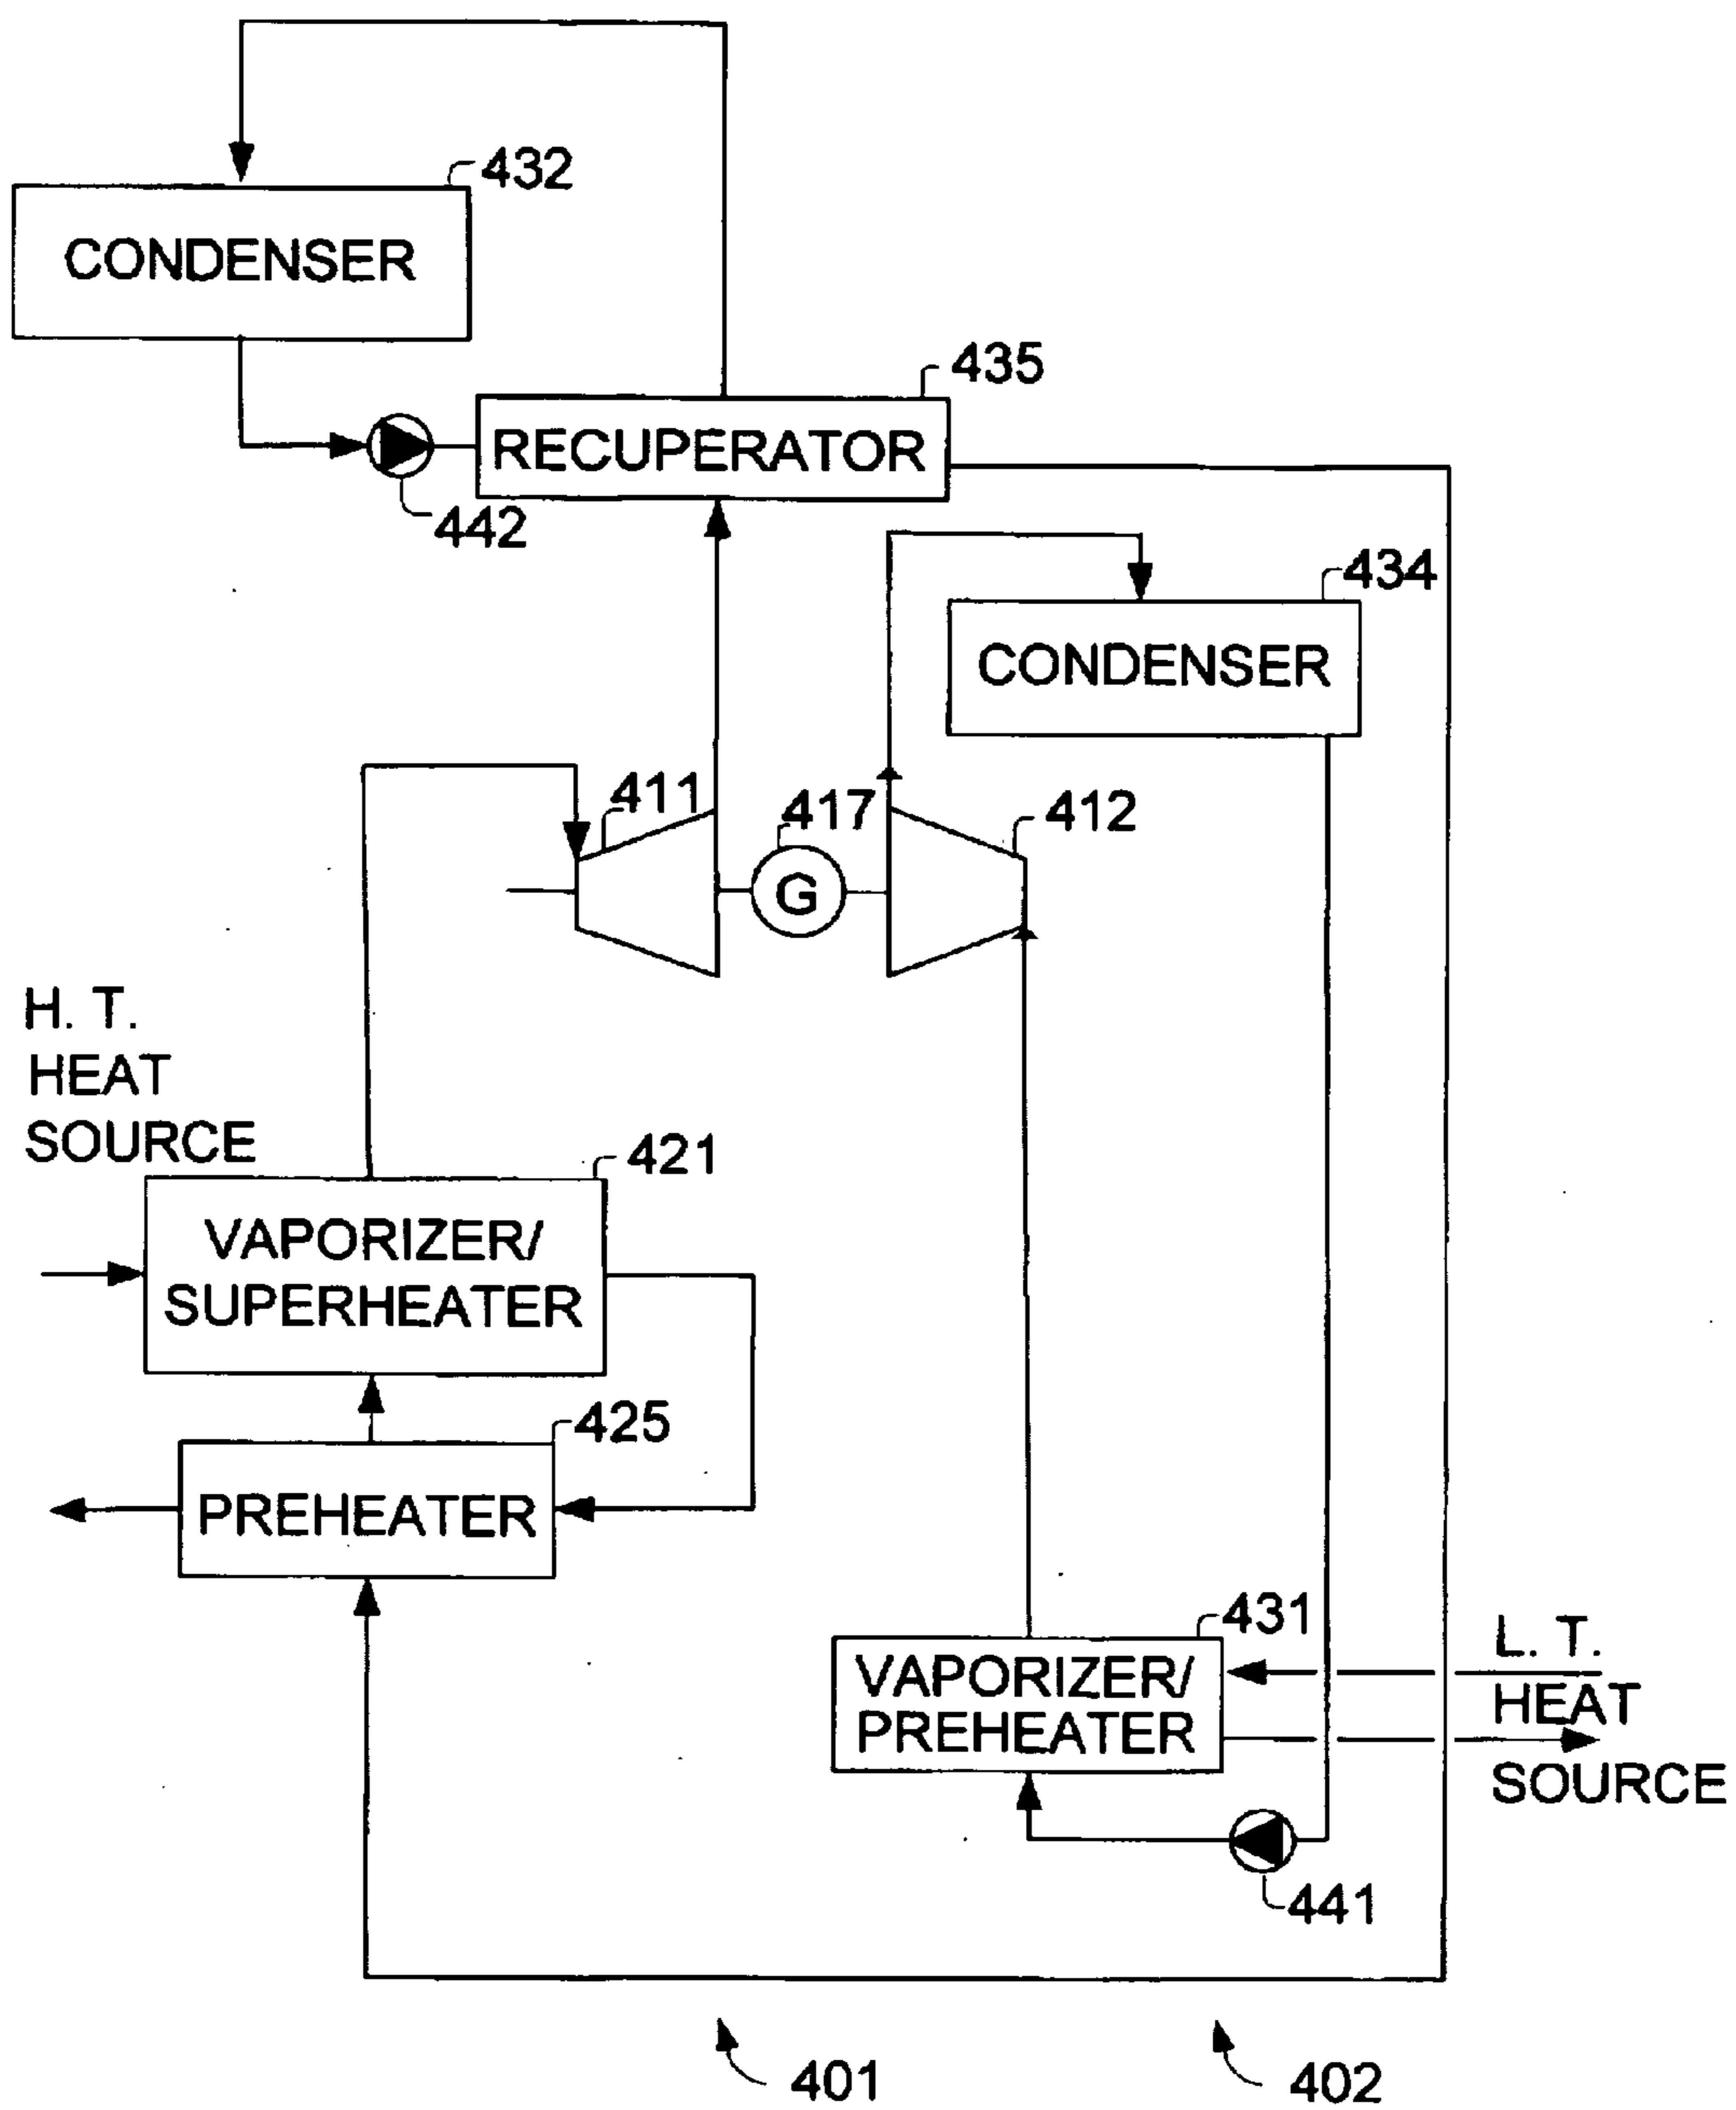 432
CONDENSER
435
RECUPERATOR
442
434
CONDENSER
411
417
412
G
H. T.
HEAT
SOURCE
421
VAPORIZER/
SUPERHEATER
425
PREHEATER
431
VAPORIZER/
PREHEATER
L. T.
HEAT
SOURCE
441
401
402